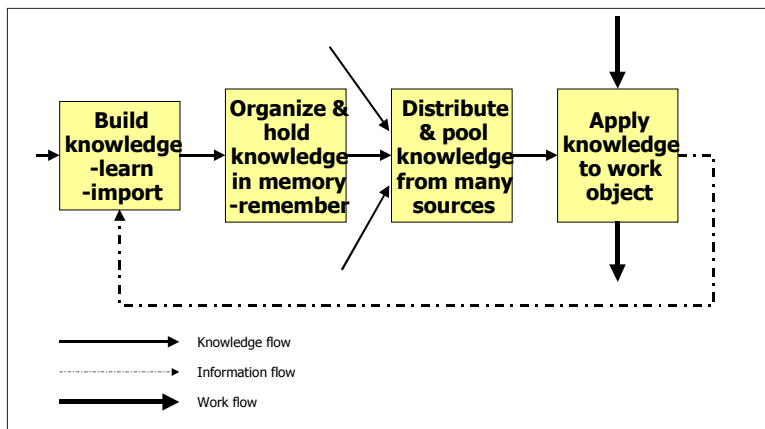 Build
knowledge
-learn
-import
Organize &
hold
knowledge
in memory
-remember
Distribute
& pool
knowledge
from many
sources
Apply
knowledge
to work
object
Knowledge flow
Information flow
Work flow